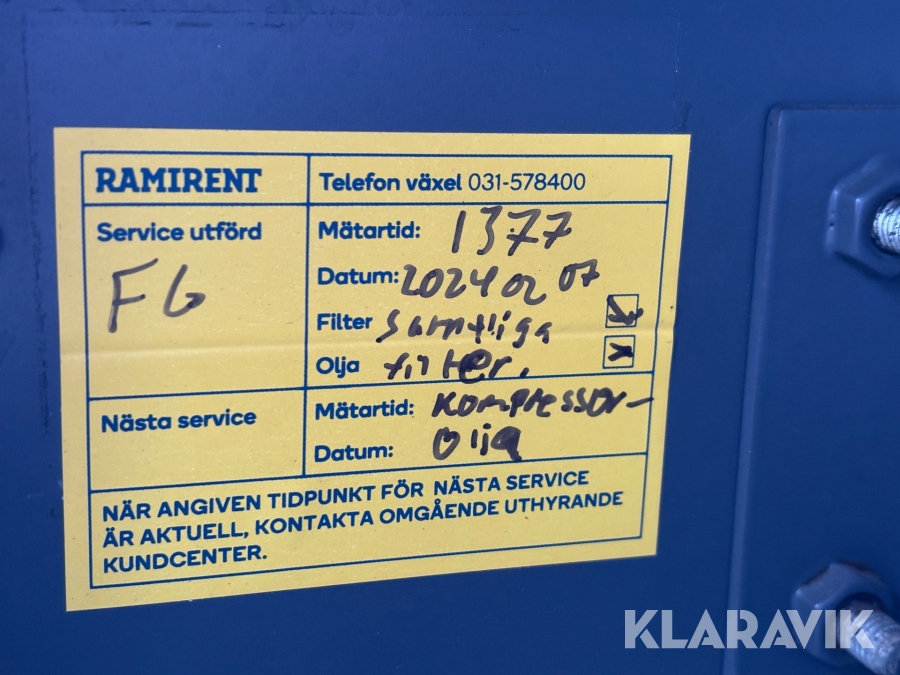 RAMIRENT
Telefon växel 031-578400
Service utförd
F6
Mätartid: 1377
Datum: 2024 02 07
Filter Samtliga
Olja filter.
Nästa service
Mätartid: Kompressor-
Datum: Olja
NÄR ANGIVEN TIDPUNKT FÖR NÄSTA SERVICE
ÄR AKTUELL, KONTAKTA OMGÅENDE UTHYRANDE
KUNDCENTER.
KLARAVIK